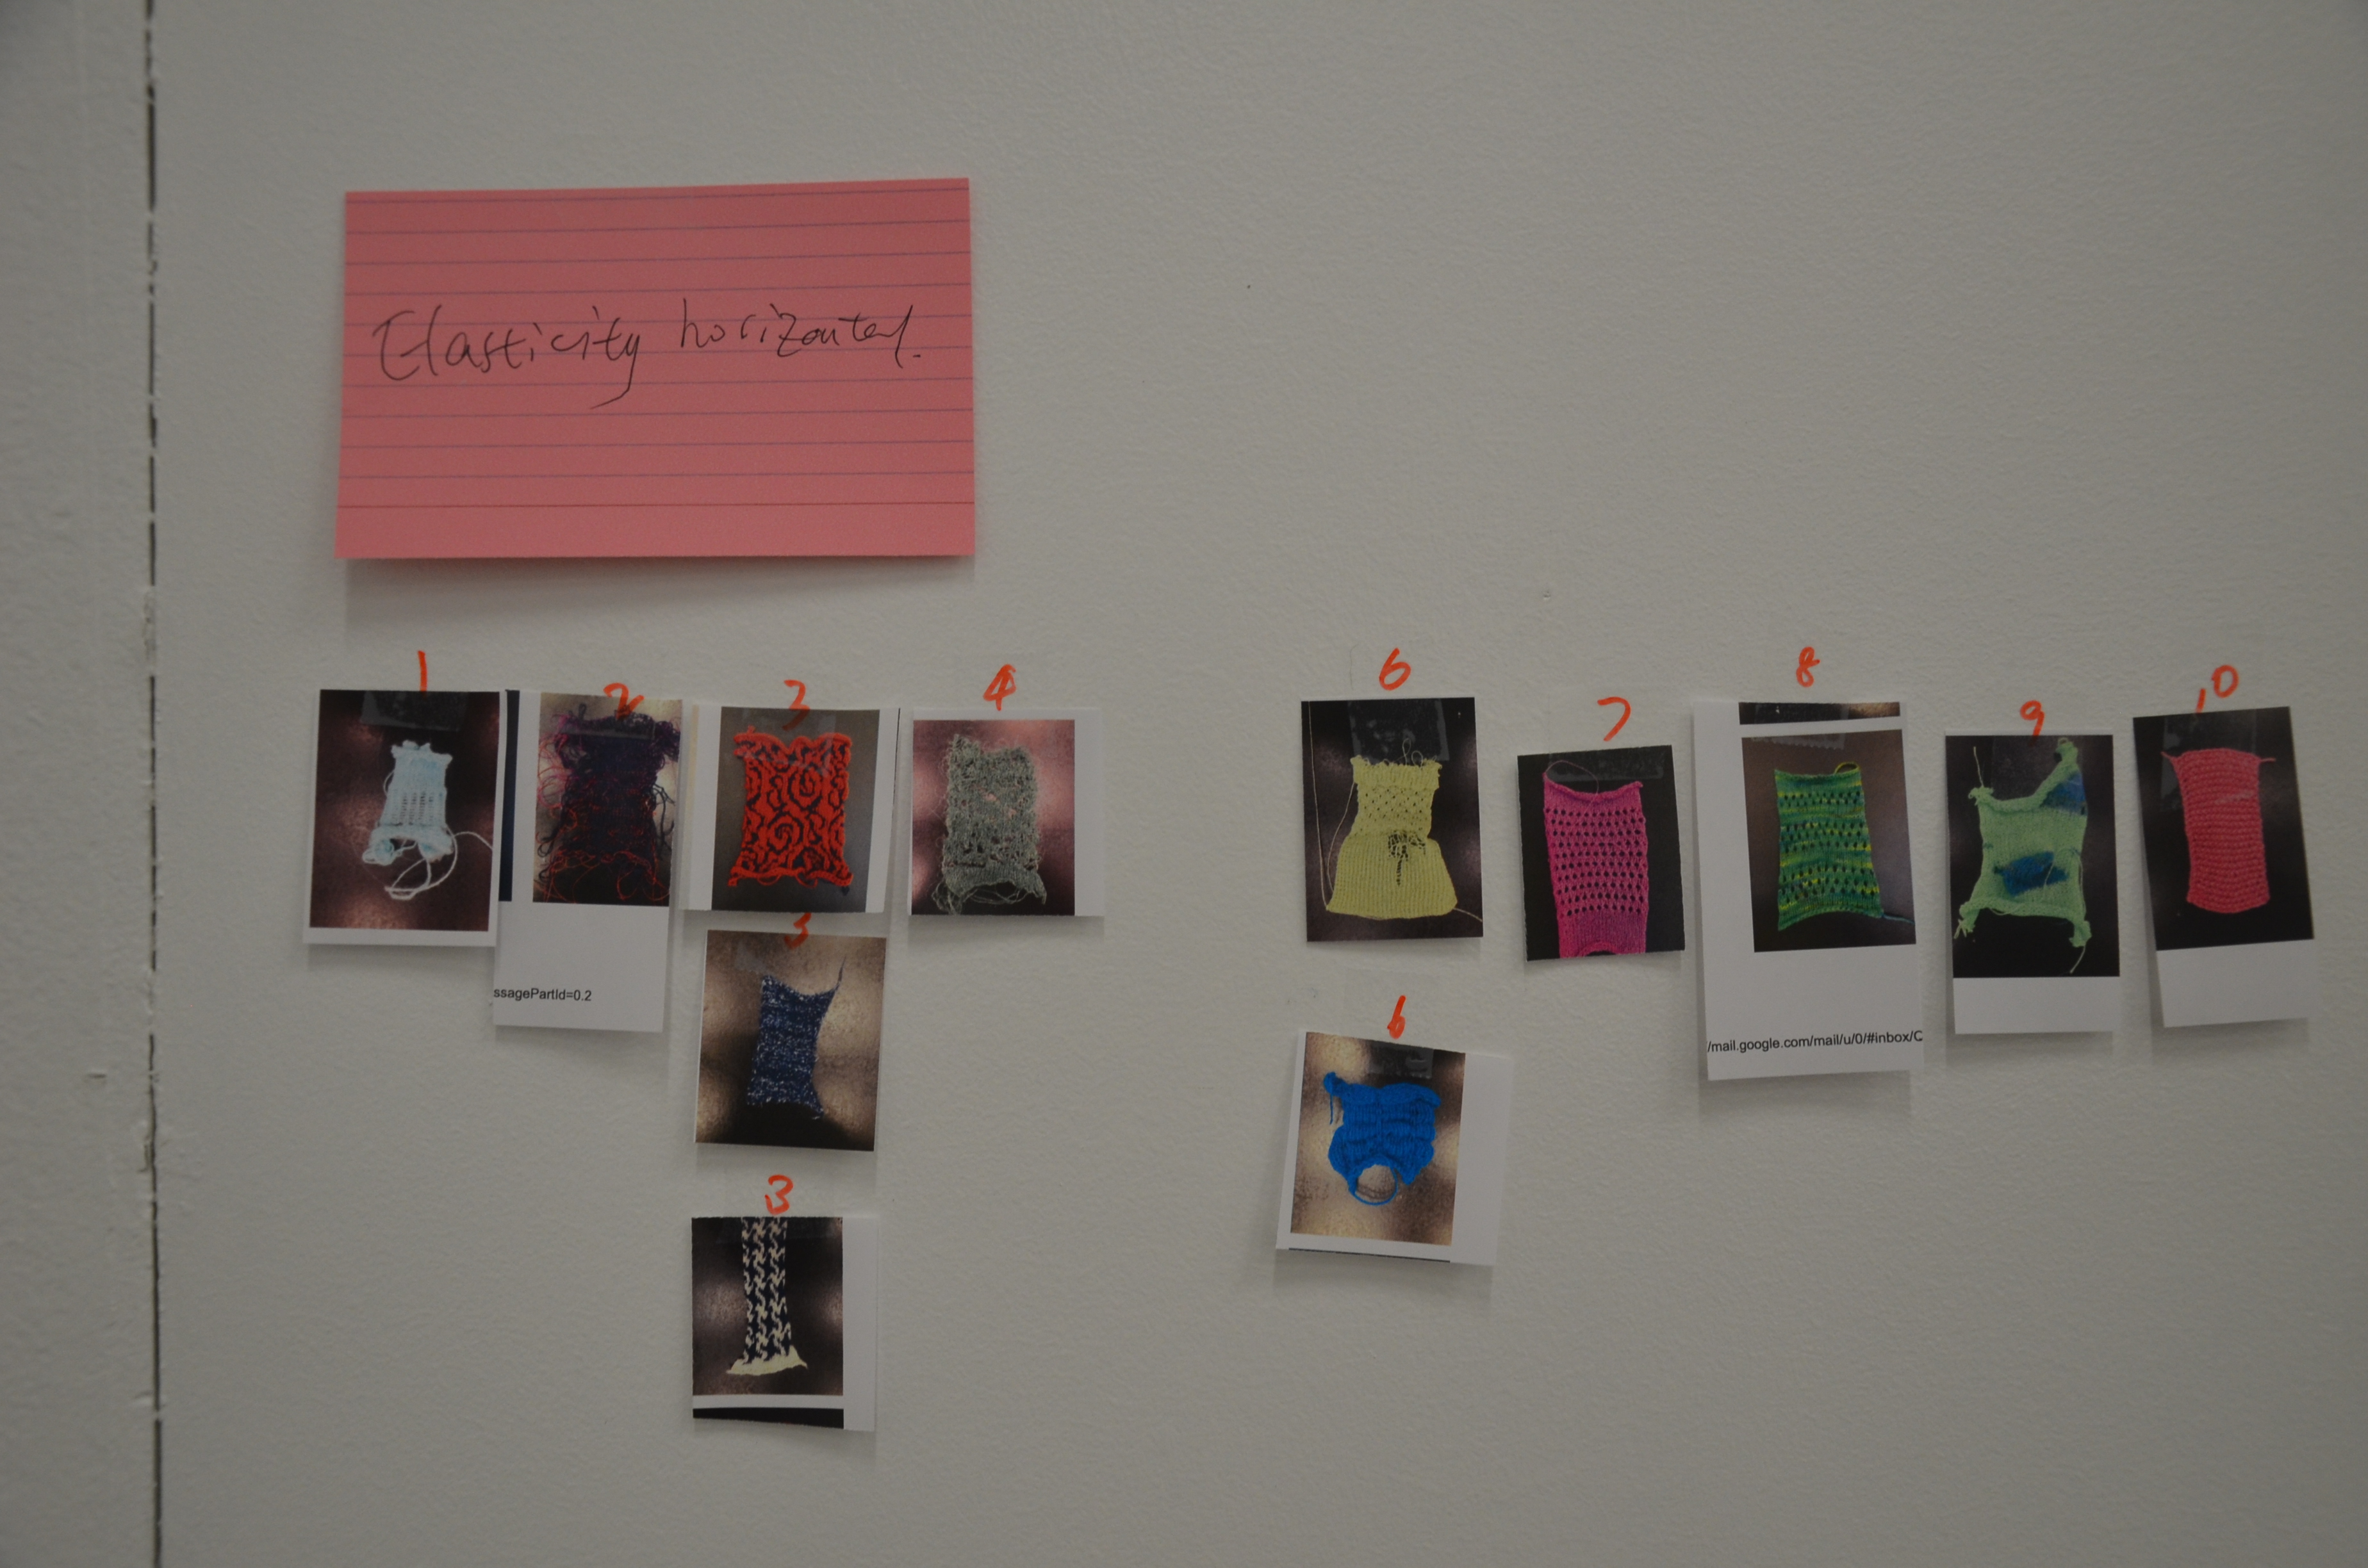 Elasticity horizontal.
1 2 3 4 6 7 8 9 10
3
ssagePartId=0.2
6
/mail.google.com/mail/u/0/#inbox/C
3